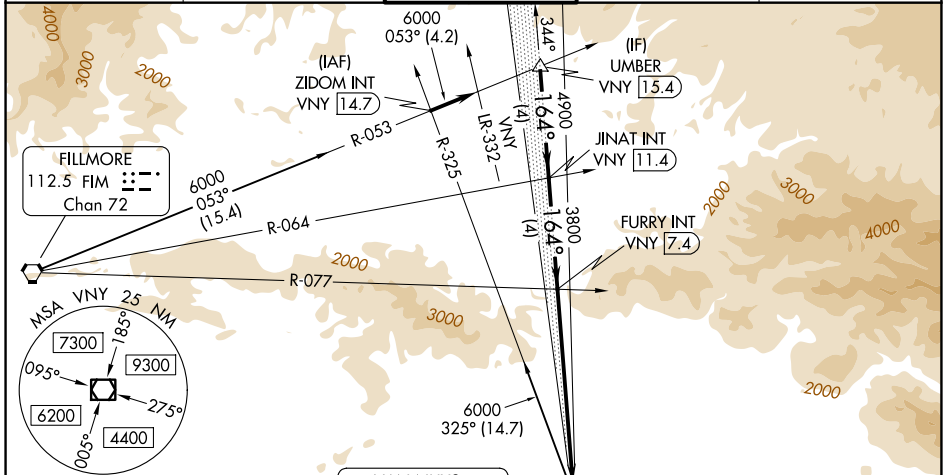 4000
3000
2000
6000
053° (4.2)
(IAF)
ZIDOM INT
VNY 14.7
344°
(IF)
UMBER
VNY 15.4
4900
164°
(4)
VNY
LR-332
R-325
R-053
JINAT INT
VNY 11.4
FILLMORE
112.5 FIM
Chan 72
6000
053°
(15.4)
R-064
3800
164°
(4)
2000
3000
4000
FURRY INT
VNY 7.4
R-077
2000
3000
MSA VNY 25 NM
7300
185°
9300
095°
275°
6200
005°
4400
6000
325° (14.7)
2000